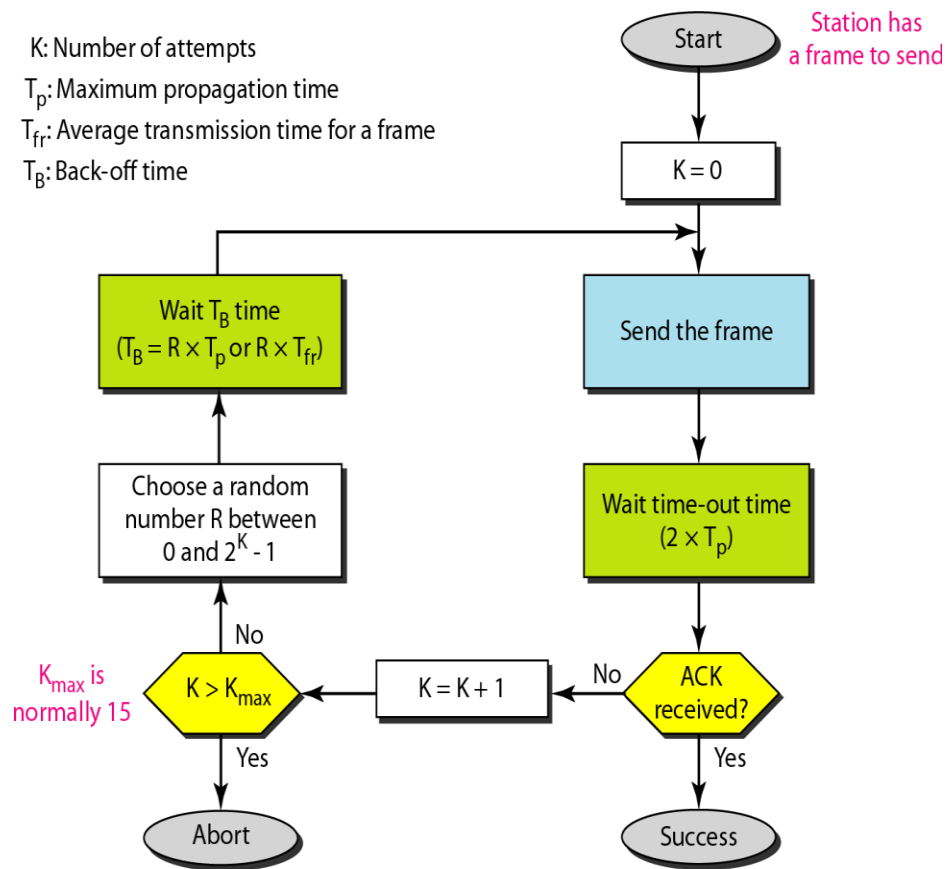 K: Number of attempts
Tp: Maximum propagation time
Tfr: Average transmission time for a frame
TB: Back-off time
Start
Station has
a frame to send
K = 0
Wait TB time
(TB = R × Tp or R × Tfr)
Send the frame
Choose a random
number R between
0 and 2^K - 1
Wait time-out time
(2 × Tp)
No
Kmax is
normally 15
K > Kmax
K = K + 1
No
ACK
received?
Yes
Yes
Abort
Success